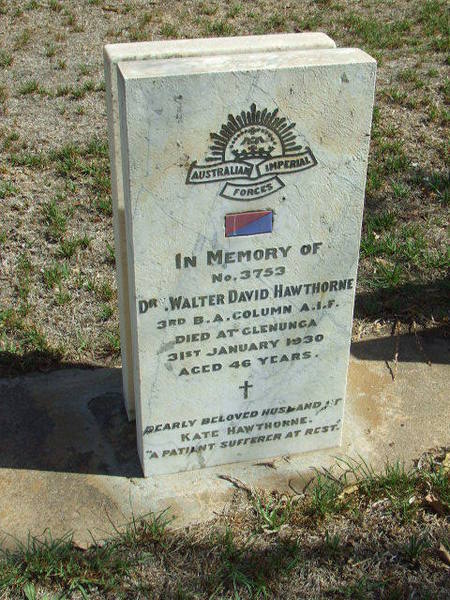 AUSTRALIAN IMPERIAL
FORCES
IN MEMORY OF
No. 3753
DR. WALTER DAVID HAWTHORNE
3RD B.A. COLUMN A.I.F.
DIED AT GLENUNGA
31ST JANUARY 1930
AGED 46 YEARS.
DEARLY BELOVED HUSBAND OF
KATE HAWTHORNE.
"A PATIENT SUFFERER AT REST."